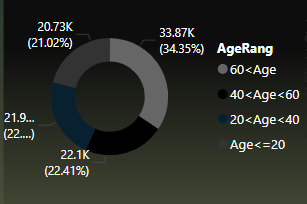 20.73K
(21.02%)
33.87K
(34.35%)
21.9...
(22....)
22.1K
(22.41%)
AgeRang
60<Age
40<Age<60
20<Age<40
Age<=20